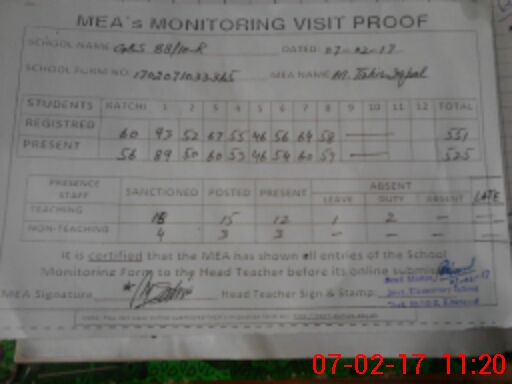 MEA's MONITORING VISIT PROOF
SCHOOL NAME GGES 88/10-R DATED: 07-02-17
SCHOOL FORM NO. MEA NAME M. Tahir Iqbal
STUDENTS KATCHI 1 2 3 4 5 6 7 8 9 10 11 12 TOTAL
REGISTRED 60 93 52 67 55 46 56 64 58 — 551
PRESENT 56 89 50 60 53 46 54 60 57 — 525
PRESENCE STAFF SANCTIONED POSTED PRESENT ABSENT LATE
LEAVE DUTY ABSENT
TEACHING 18 15 12 1 2 —
NON-TEACHING 4 3 3 — — —
It is certified that the MEA has shown all entries of the School
Monitoring Form to the Head Teacher before its online
MEA Signature Head Teacher Sign & Stamp:
07-02-17 11:20